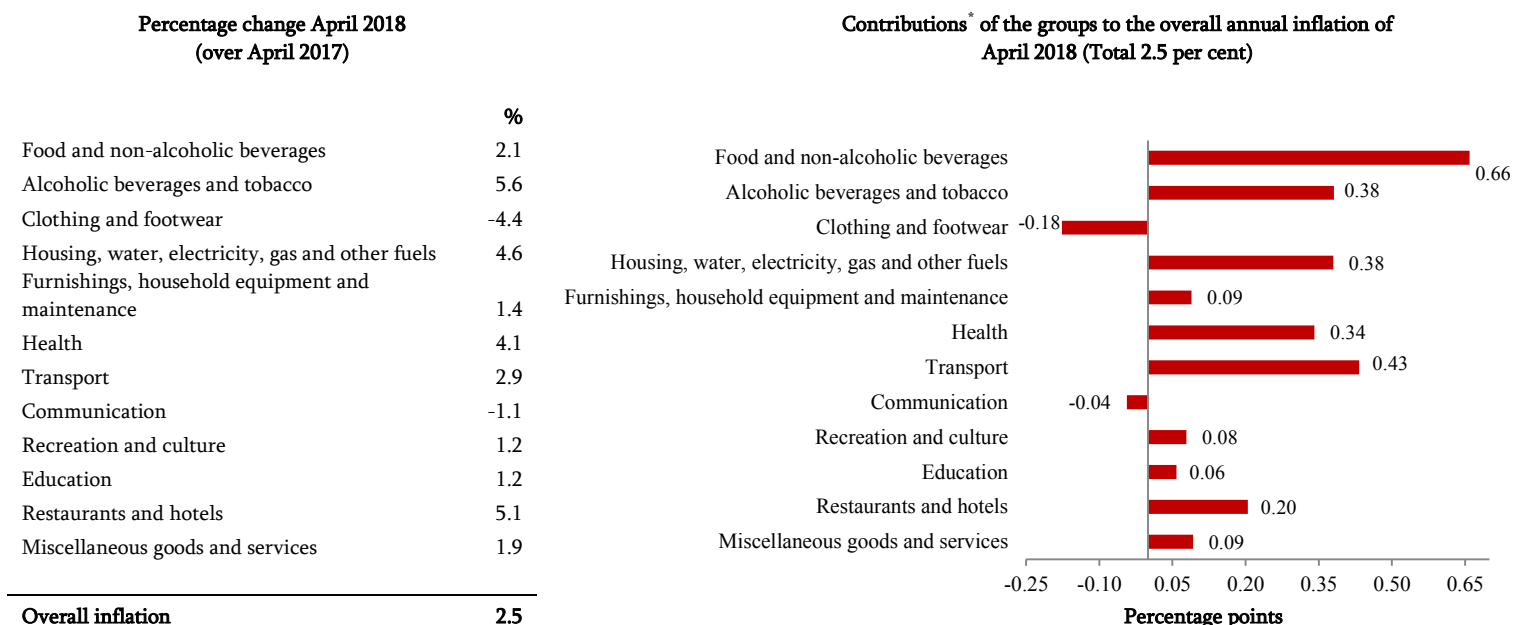 Percentage change April 2018
(over April 2017)
%
Food and non-alcoholic beverages 2.1
Alcoholic beverages and tobacco 5.6
Clothing and footwear -4.4
Housing, water, electricity, gas and other fuels 4.6
Furnishings, household equipment and
maintenance 1.4
Health 4.1
Transport 2.9
Communication -1.1
Recreation and culture 1.2
Education 1.2
Restaurants and hotels 5.1
Miscellaneous goods and services 1.9
Overall inflation 2.5
Contributions* of the groups to the overall annual inflation of
April 2018 (Total 2.5 per cent)
Food and non-alcoholic beverages 0.66
Alcoholic beverages and tobacco 0.38
Clothing and footwear -0.18
Housing, water, electricity, gas and other fuels 0.38
Furnishings, household equipment and maintenance 0.09
Health 0.34
Transport 0.43
Communication -0.04
Recreation and culture 0.08
Education 0.06
Restaurants and hotels 0.20
Miscellaneous goods and services 0.09
-0.25 -0.10 0.05 0.20 0.35 0.50 0.65
Percentage points